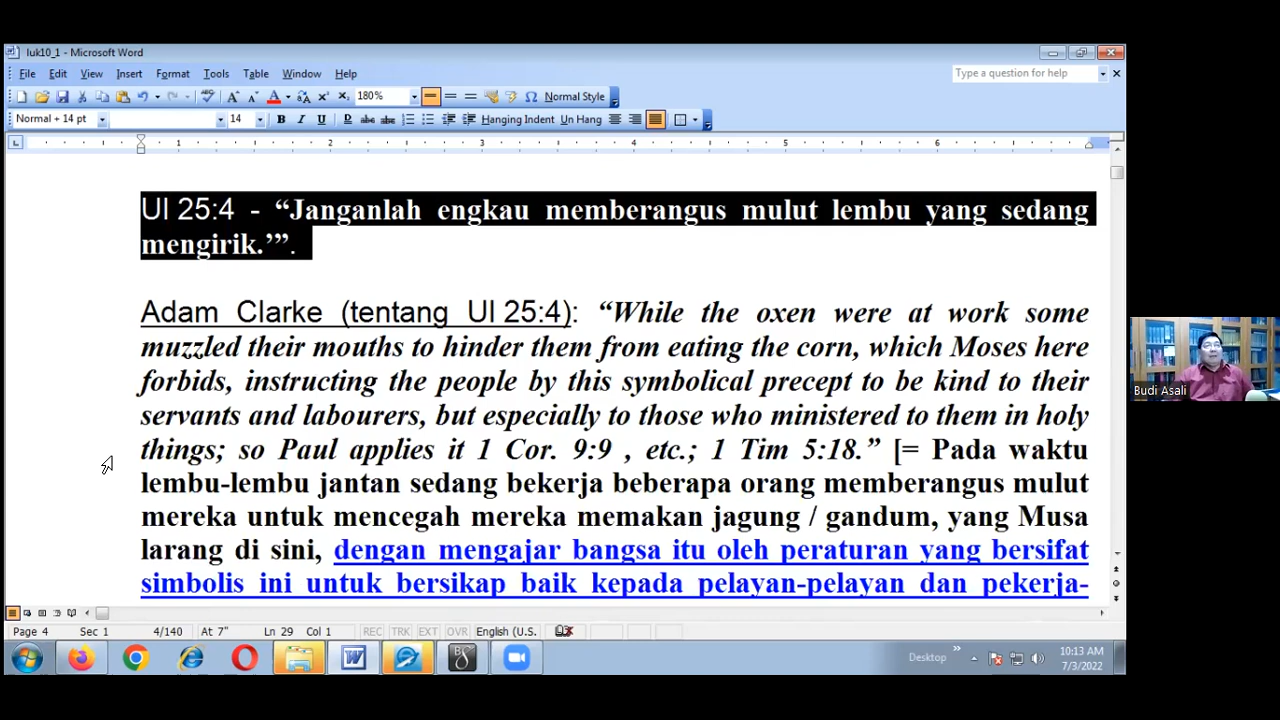 luk10_1 - Microsoft Word
File Edit View Insert Format Tools Table Window Help
Type a question for help
180% Normal Style
Normal + 14 pt 14 B I U D abc abc Hanging Indent Un Hang
1 2 3 4 5 6
Ul 25:4 - “Janganlah engkau memberangus mulut lembu yang sedang
mengirik.’”.
Adam Clarke (tentang Ul 25:4): “While the oxen were at work some
muzzled their mouths to hinder them from eating the corn, which Moses here
forbids, instructing the people by this symbolical precept to be kind to their
servants and labourers, but especially to those who ministered to them in holy
things; so Paul applies it 1 Cor. 9:9 , etc.; 1 Tim 5:18.” [= Pada waktu
lembu-lembu jantan sedang bekerja beberapa orang memberangus mulut
mereka untuk mencegah mereka memakan jagung / gandum, yang Musa
larang di sini, dengan mengajar bangsa itu oleh peraturan yang bersifat
simbolis ini untuk bersikap baik kepada pelayan-pelayan dan pekerja-
Budi Asali
Page 4 Sec 1 4/140 At 7" Ln 29 Col 1 REC TRK EXT OVR English (U.S.
Desktop
10:13 AM
7/3/2022